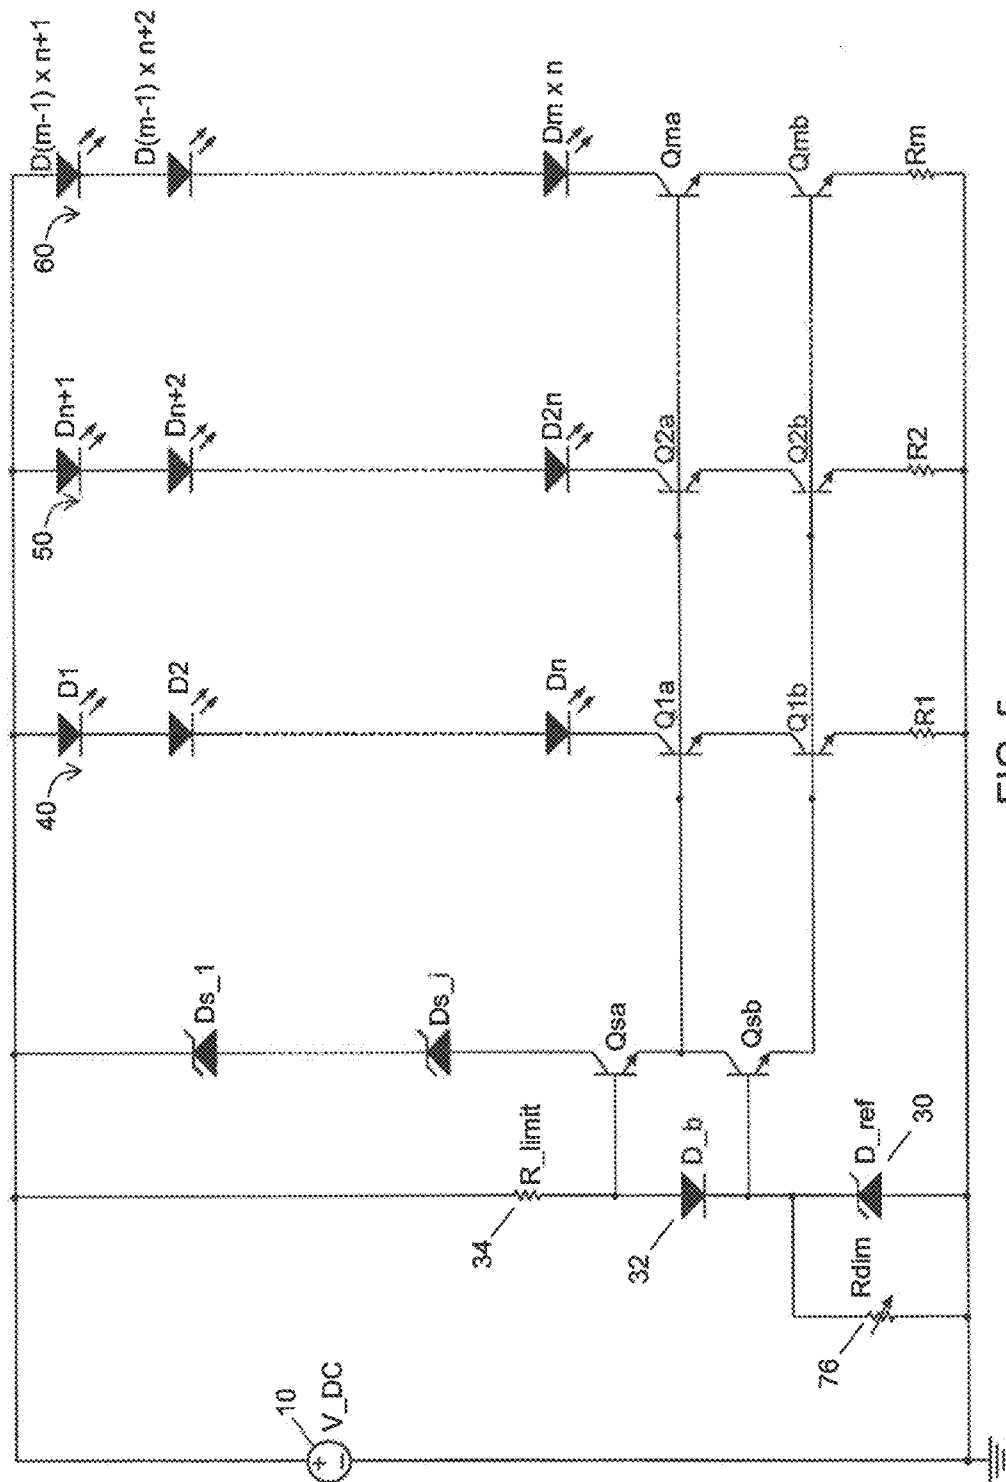 10
V_DC
+
−
76
Rdim
34
R_limit
32
D_b
D_ref
30
Ds_1
Ds_j
Qsa
Qsb
40
D1
D2
Dn
Q1a
Q1b
R1
50
Dn+1
Dn+2
D2n
Q2a
Q2b
R2
60
D(m-1) x n+1
D(m-1) x n+2
Dm x n
Qma
Qmb
Rm